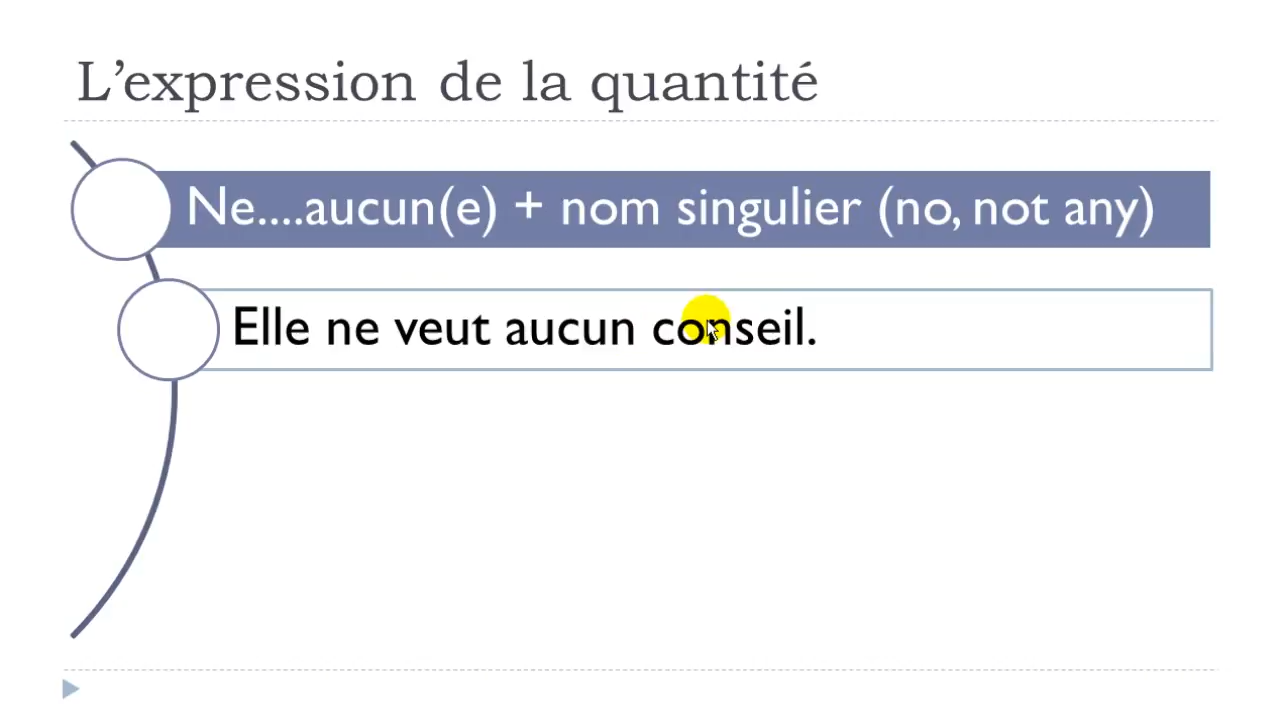 L’expression de la quantité
Ne....aucun(e) + nom singulier (no, not any)
Elle ne veut aucun conseil.